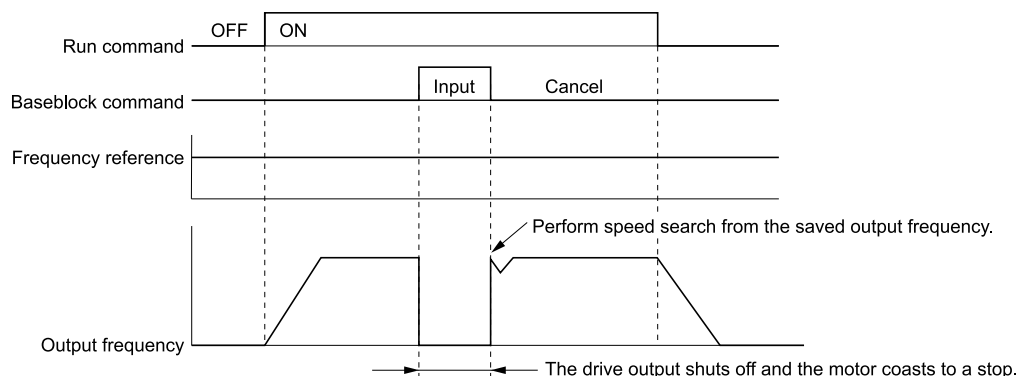 OFF ON
Run command
Input Cancel
Baseblock command
Frequency reference
Perform speed search from the saved output frequency.
Output frequency
The drive output shuts off and the motor coasts to a stop.